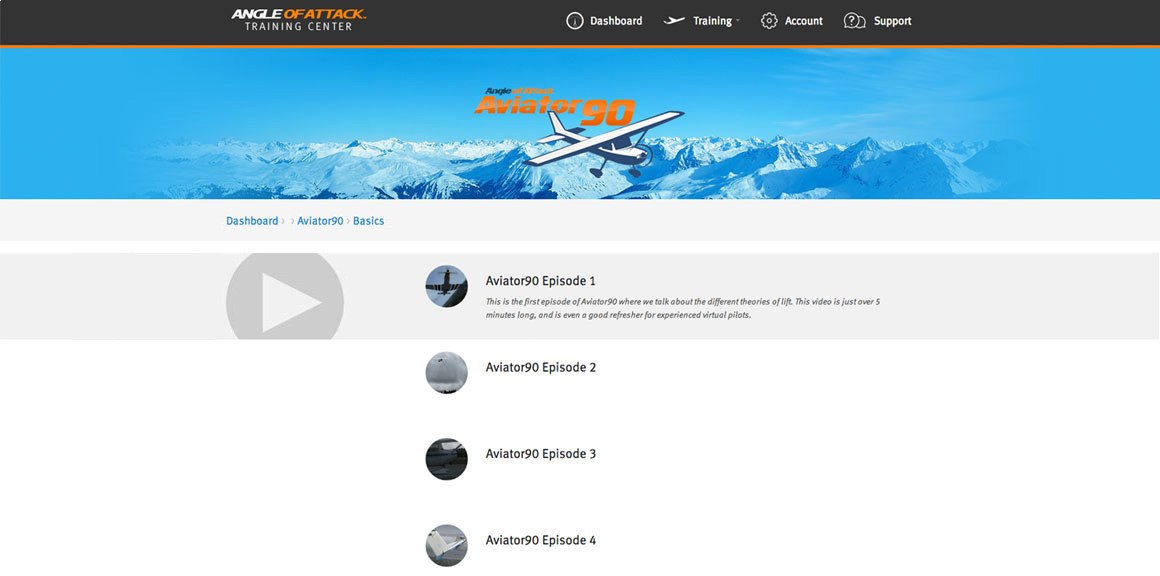 ANGLE OF ATTACK
TRAINING CENTER
Dashboard
Training
Account
Support
Angle of Attack
Aviator90
Dashboard › › Aviator90 › Basics
Aviator90 Episode 1
This is the first episode of Aviator90 where we talk about the different theories of lift. This video is just over 5
minutes long, and is even a good refresher for experienced virtual pilots.
Aviator90 Episode 2
Aviator90 Episode 3
Aviator90 Episode 4